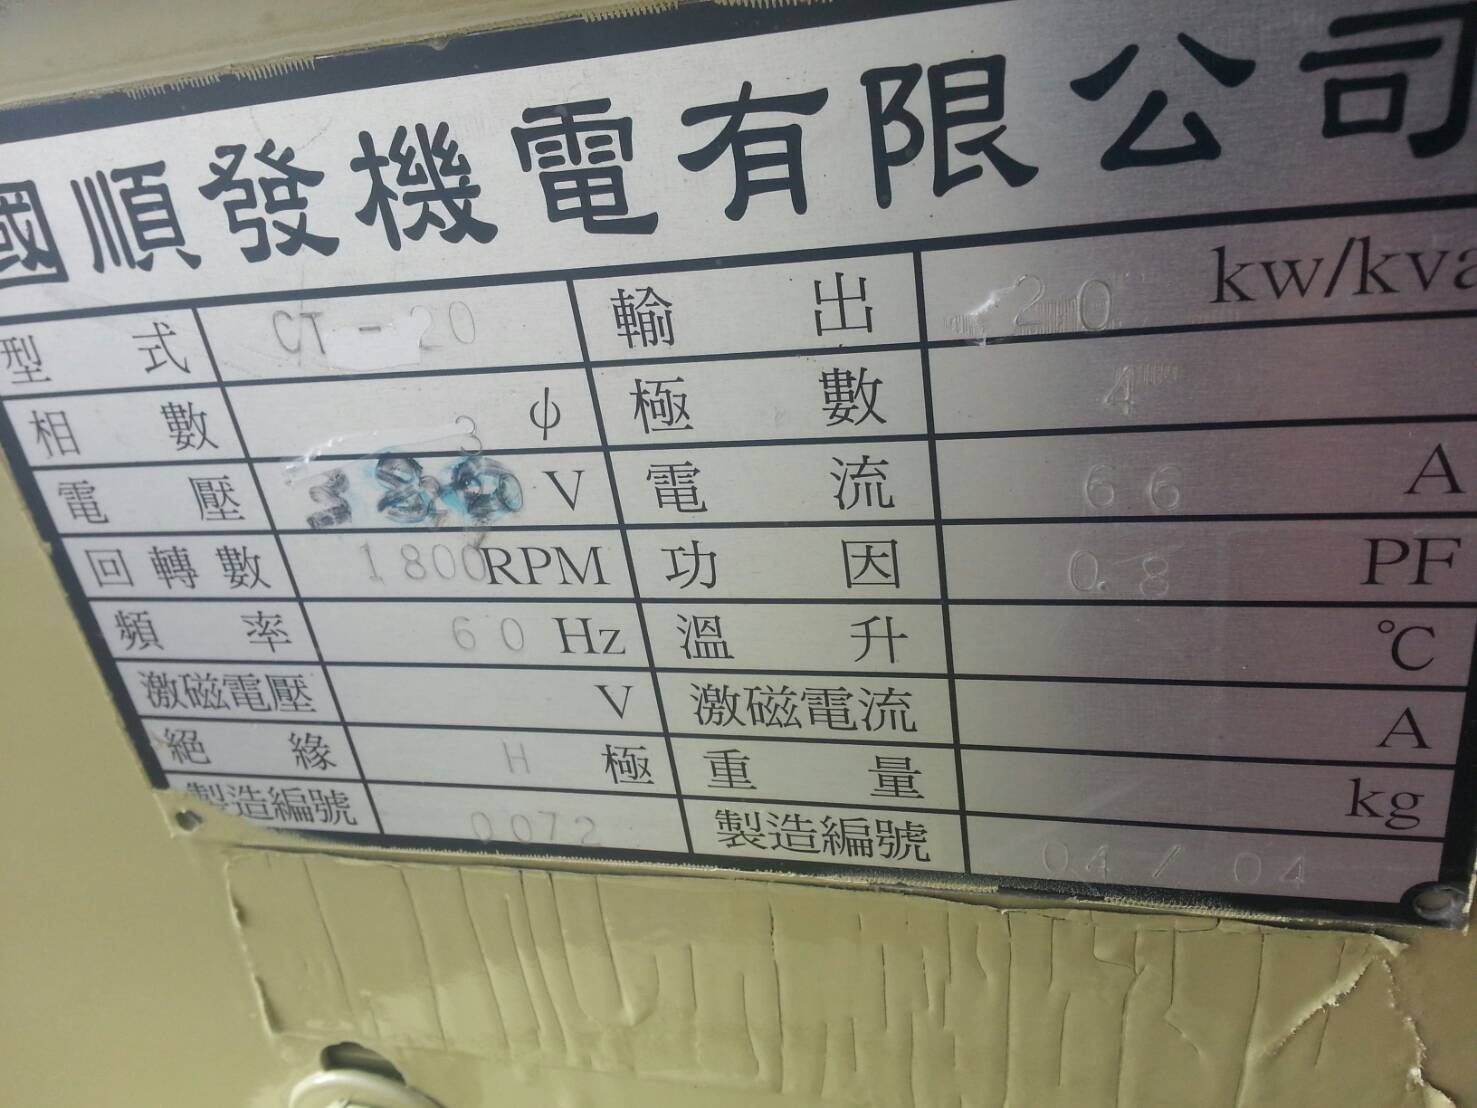 國順發機電有限公司
型式 CT-20 輸出 20 kw/kva
相數 3 φ 極數 4
電壓 V 電流 66 A
回轉數 1800 RPM 功因 0.8 PF
頻率 60 Hz 溫升 ℃
激磁電壓 V 激磁電流 A
絕緣 H 極 重量 kg
製造編號 0072 製造編號 04/04